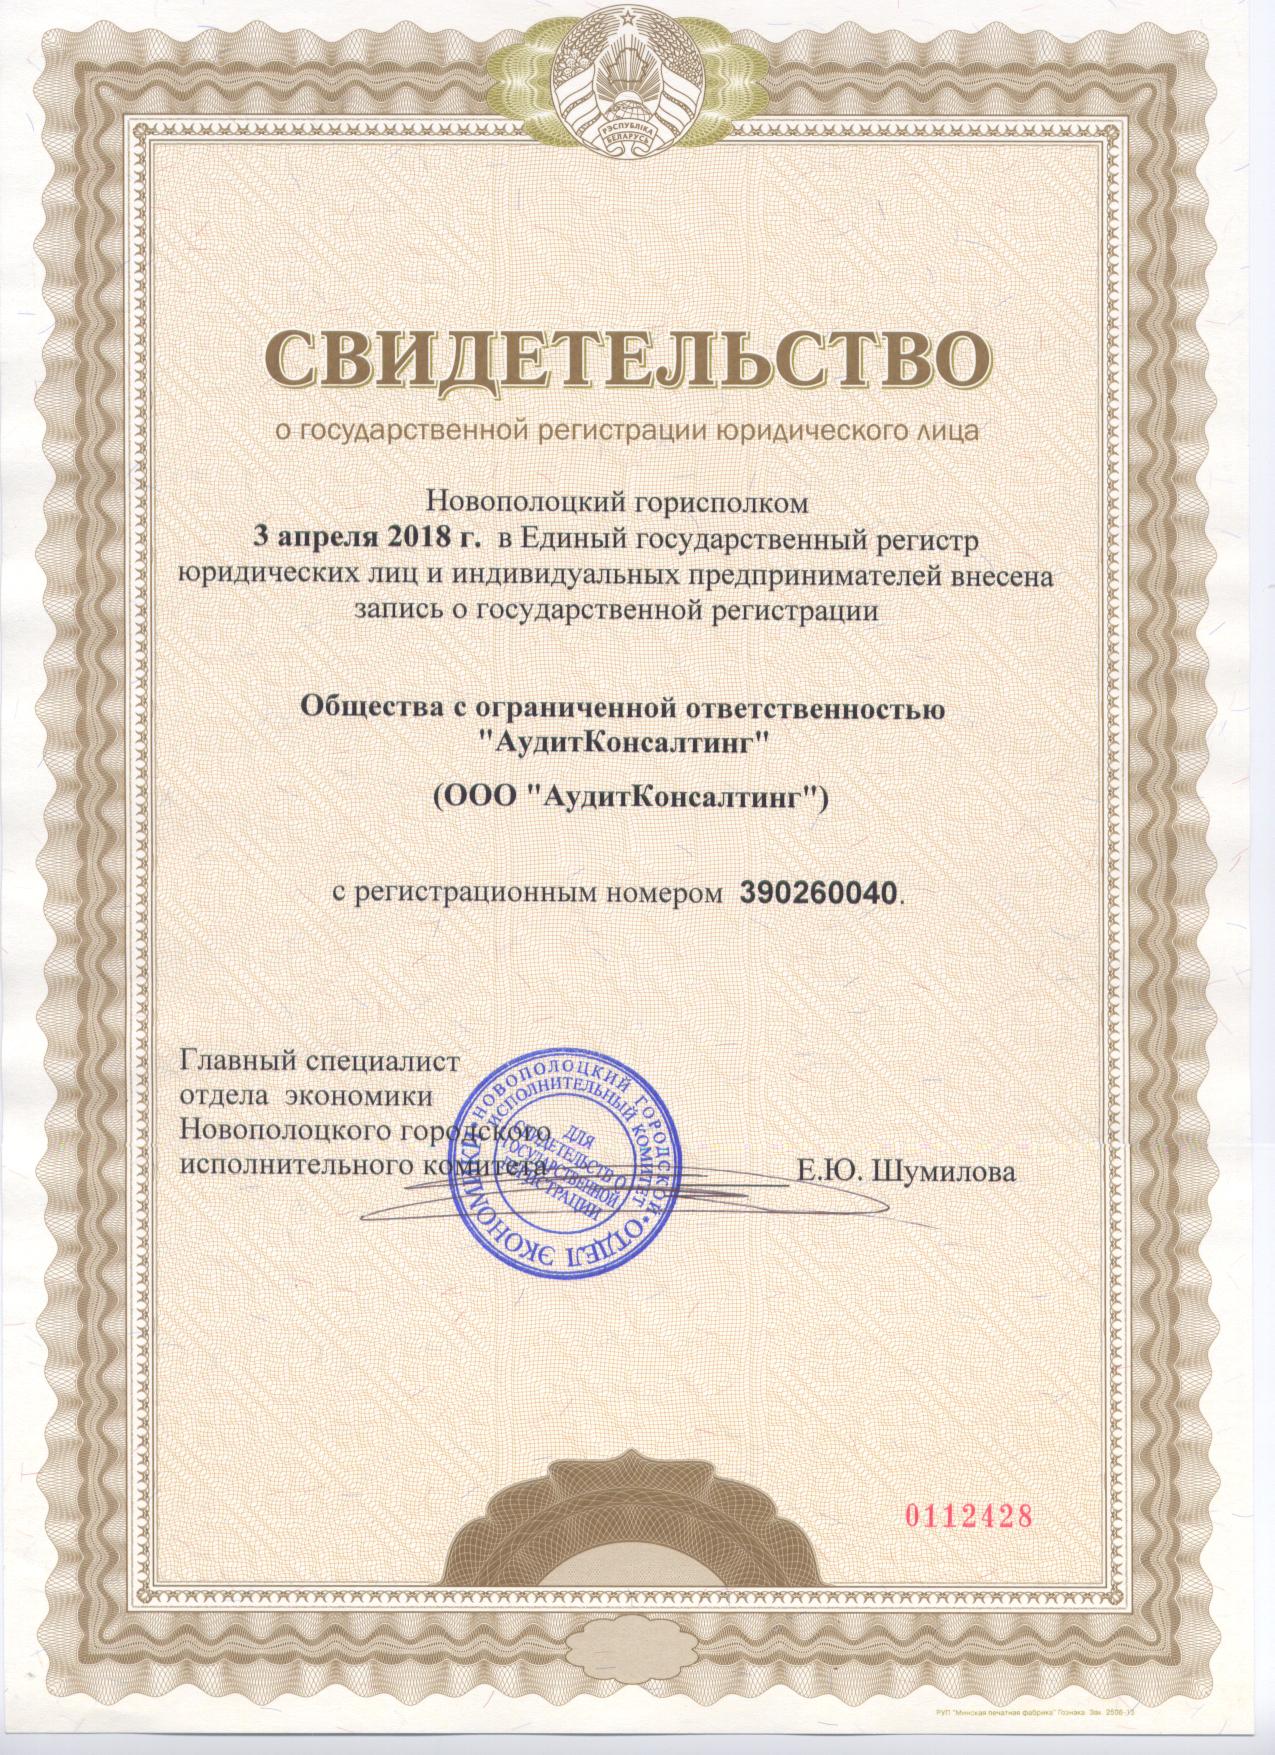 РЭСПУБЛІКА
БЕЛАРУСЬ
СВИДЕТЕЛЬСТВО
о государственной регистрации юридического лица
Новополоцкий горисполком
3 апреля 2018 г. в Единый государственный регистр
юридических лиц и индивидуальных предпринимателей внесена
запись о государственной регистрации
Общества с ограниченной ответственностью
"АудитКонсалтинг"
(ООО "АудитКонсалтинг")
с регистрационным номером 390260040.
Главный специалист
отдела экономики
Новополоцкого городского
исполнительного комитета
Е.Ю. Шумилова
НОВОПОЛОЦКИЙ ГОРОДСКОЙ
ИСПОЛНИТЕЛЬНЫЙ КОМИТЕТ
• ОТДЕЛ ЭКОНОМИКИ •
ДЛЯ
СВИДЕТЕЛЬСТВ О
ГОСУДАРСТВЕННОЙ
РЕГИСТРАЦИИ
0112428
РУП "Минская печатная фабрика" Гознака Зак. 2508-13